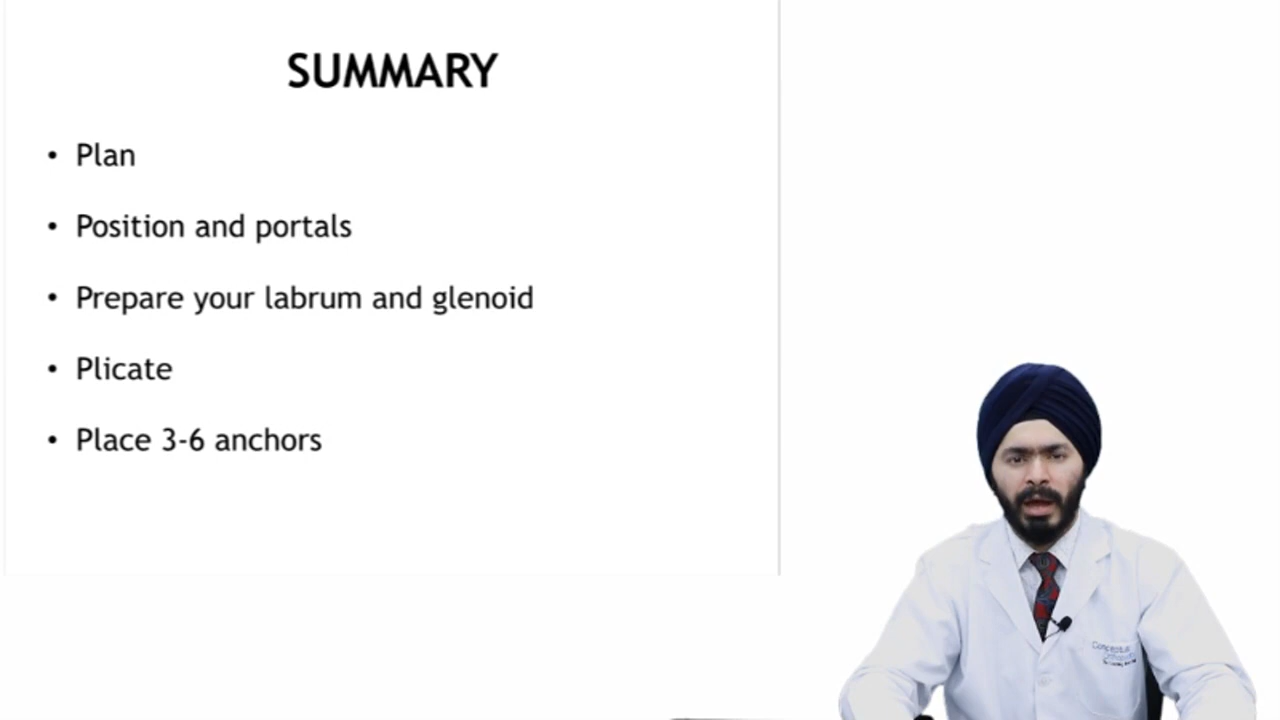 SUMMARY
• Plan
• Position and portals
• Prepare your labrum and glenoid
• Plicate
• Place 3-6 anchors